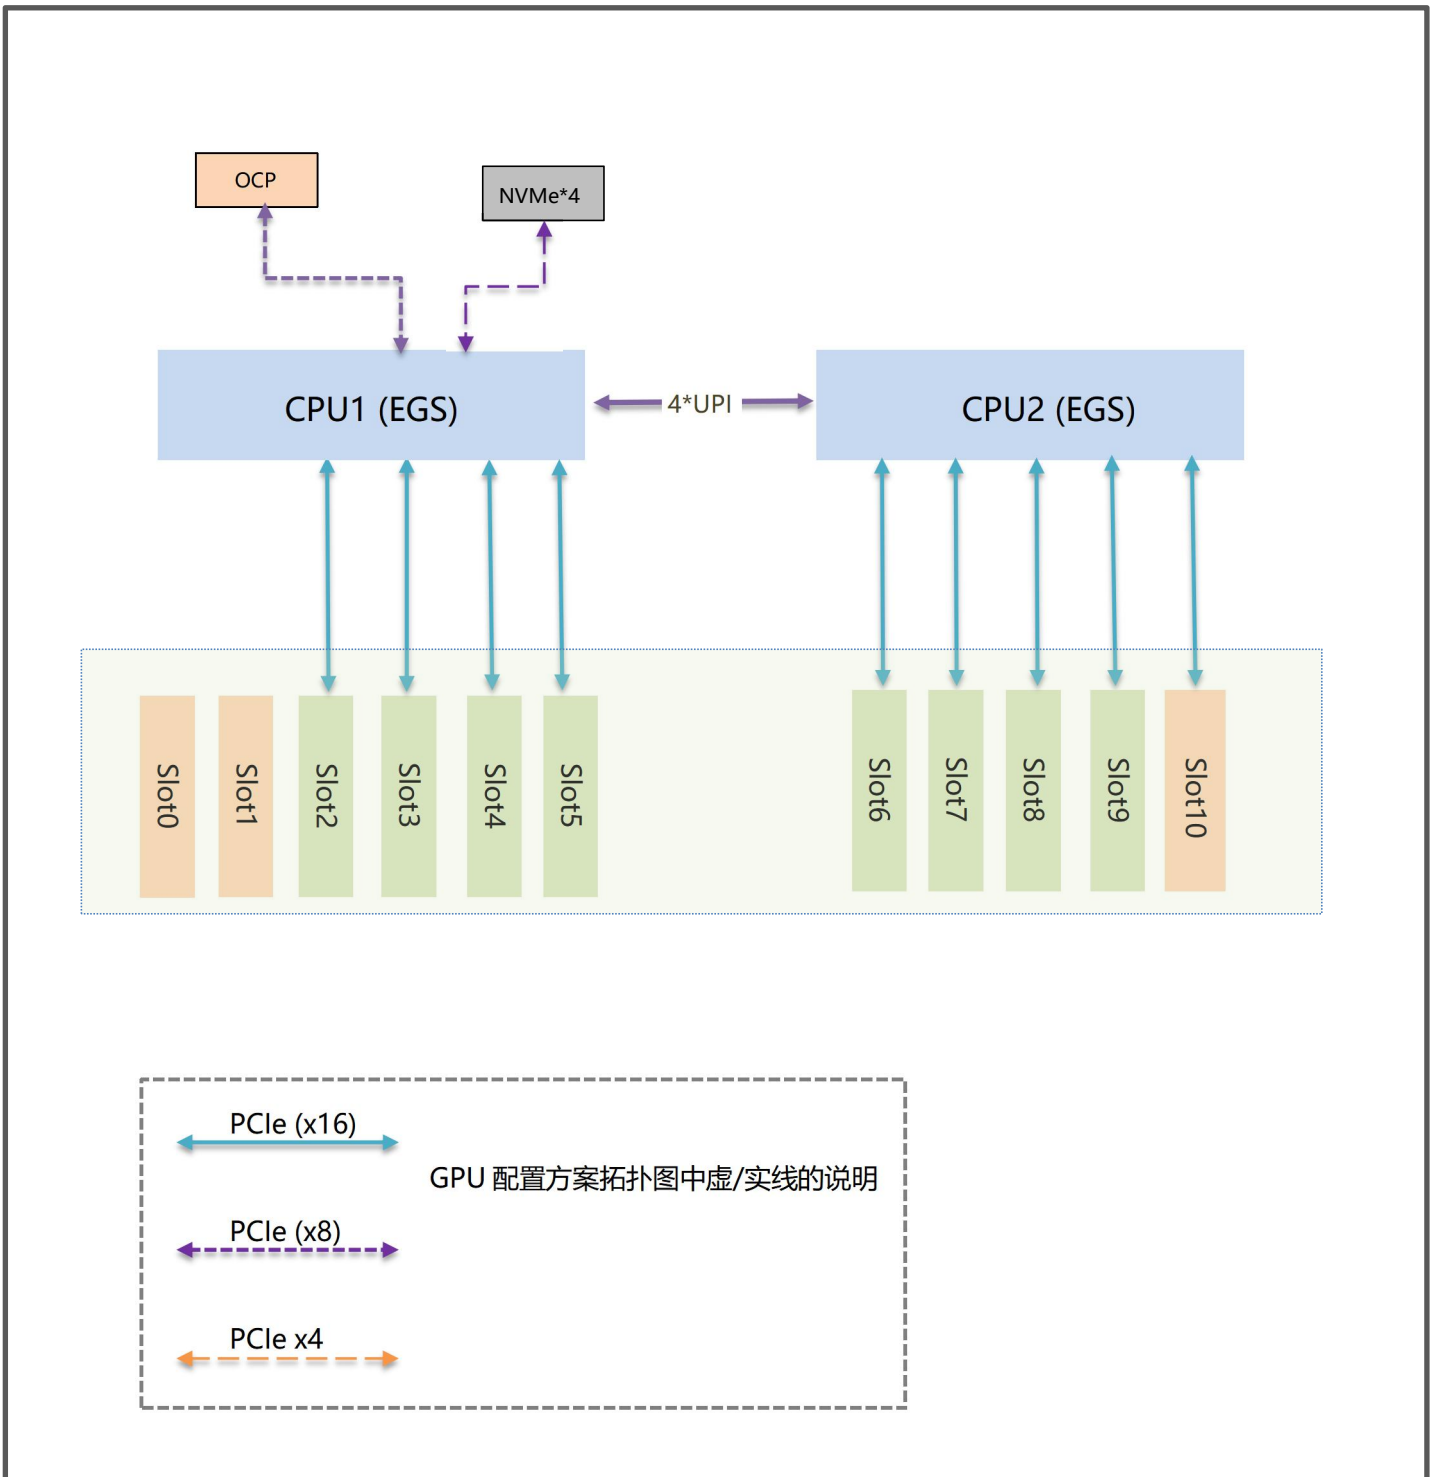 OCP
NVMe*4
CPU1 (EGS)
4*UPI
CPU2 (EGS)
Slot0
Slot1
Slot2
Slot3
Slot4
Slot5
Slot6
Slot7
Slot8
Slot9
Slot10
PCIe (x16)
GPU 配置方案拓扑图中虚/实线的说明
PCIe (x8)
PCIe x4